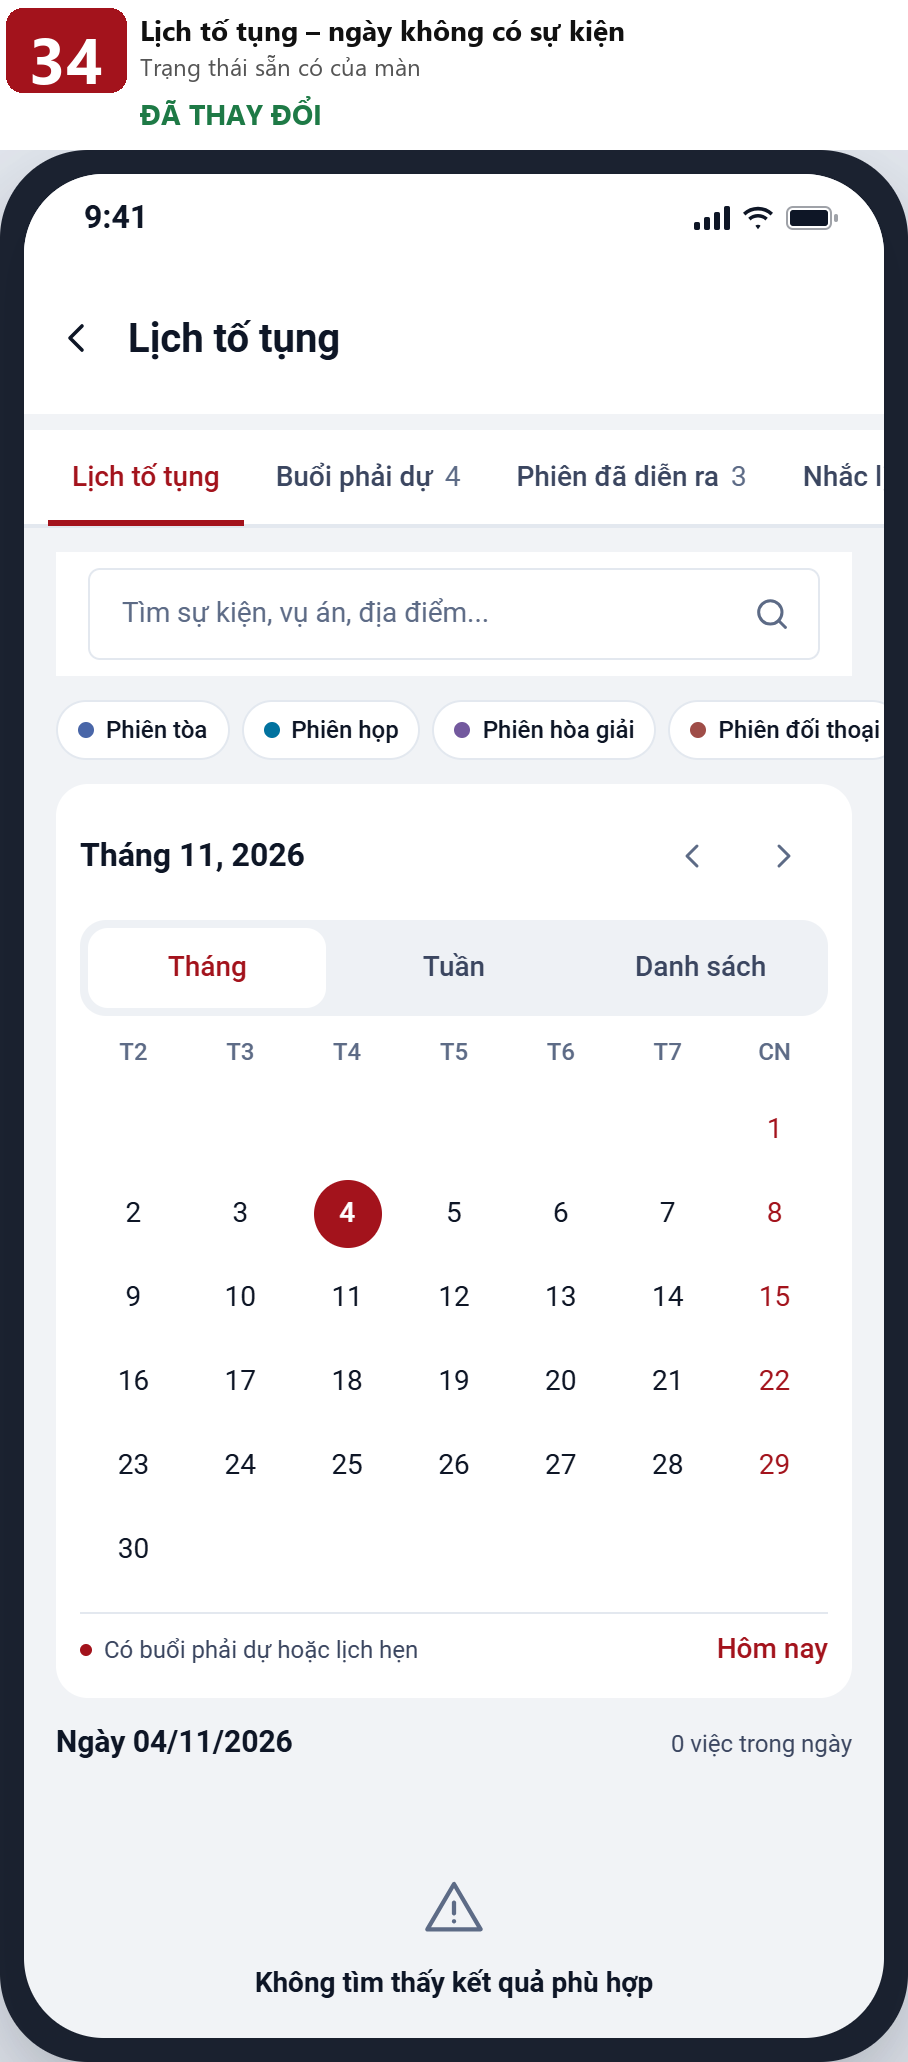 34
Lịch tố tụng – ngày không có sự kiện
Trạng thái sẵn có của màn
ĐÃ THAY ĐỔI
9:41
Lịch tố tụng
Lịch tố tụng Buổi phải dự 4 Phiên đã diễn ra 3 Nhắc l
Tìm sự kiện, vụ án, địa điểm...
Phiên tòa Phiên họp Phiên hòa giải Phiên đối thoại
Tháng 11, 2026
Tháng Tuần Danh sách
T2 T3 T4 T5 T6 T7 CN
1
2 3 4 5 6 7 8
9 10 11 12 13 14 15
16 17 18 19 20 21 22
23 24 25 26 27 28 29
30
Có buổi phải dự hoặc lịch hẹn Hôm nay
Ngày 04/11/2026 0 việc trong ngày
Không tìm thấy kết quả phù hợp